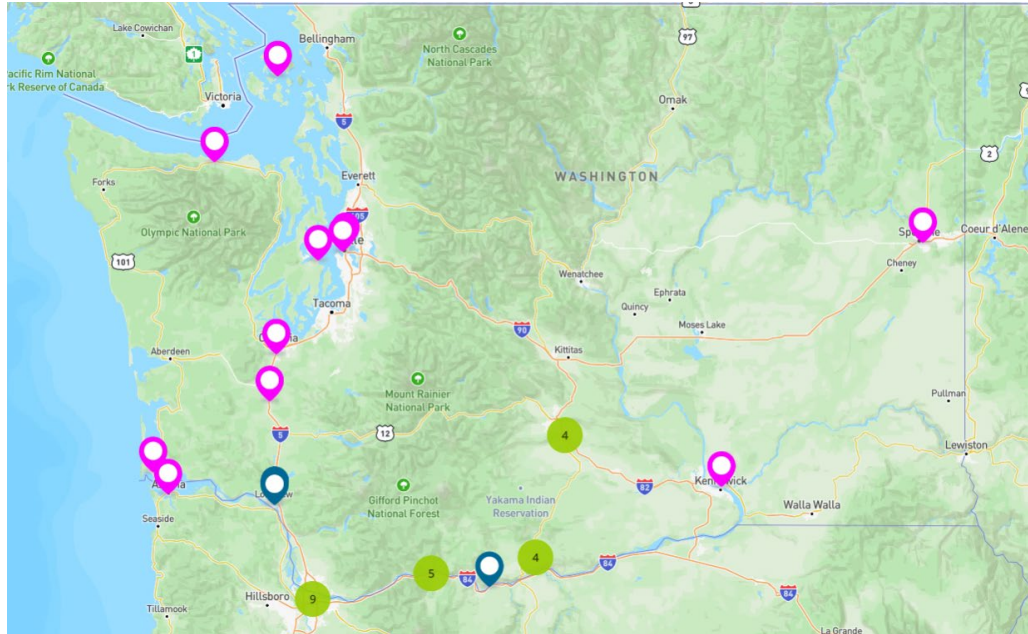 Lake Cowichan
Bellingham
1
97
North Cascades
National Park
Pacific Rim National
Park Reserve of Canada
Victoria
Omak
5
2
Everett
WASHINGTON
Forks
405
Olympic National Park
Coeur d'Alene
101
Cheney
Wenatchee
Ephrata
Tacoma
Quincy
Moses Lake
90
Kittitas
Aberdeen
Mount Rainier
National Park
Pullman
5
12
4
Lewiston
Kennewick
82
Gifford Pinchot
National Forest
Yakama Indian
Reservation
Walla Walla
Seaside
4
84
5
84
84
Hillsboro
9
Tillamook
La Grande